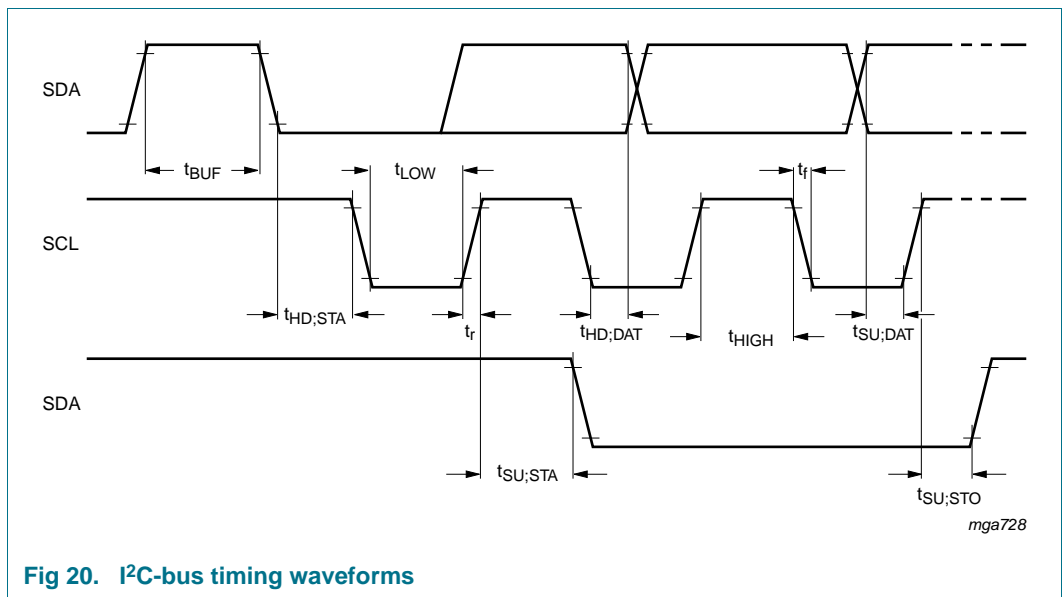 SDA
tBUF tLOW tf
SCL
tHD;STA tr tHD;DAT tHIGH tSU;DAT
SDA
tSU;STA tSU;STO
mga728
Fig 20. I²C-bus timing waveforms